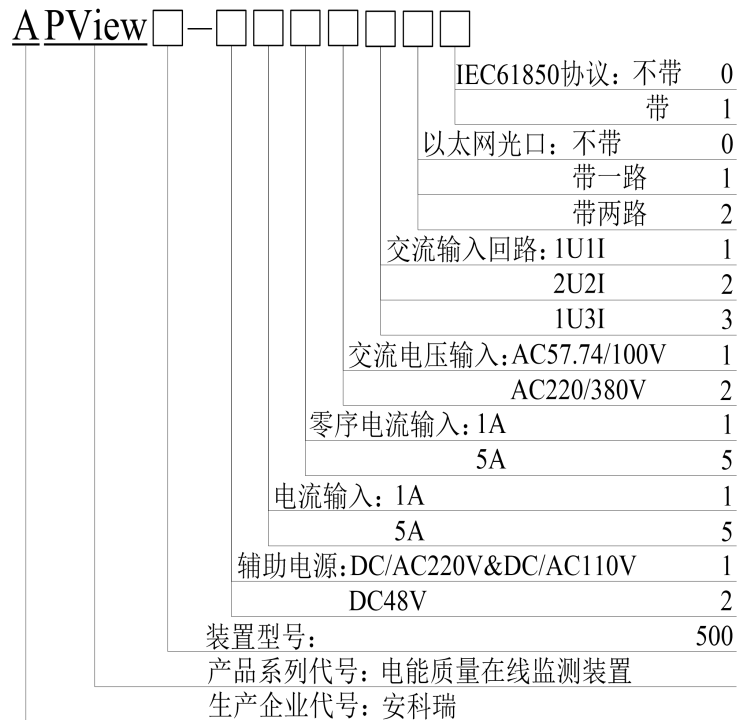 APView□-□□□□□□□
IEC61850协议：不带 0
带 1
以太网光口：不带 0
带一路 1
带两路 2
交流输入回路：1U1I 1
2U2I 2
1U3I 3
交流电压输入：AC57.74/100V 1
AC220/380V 2
零序电流输入：1A 1
5A 5
电流输入：1A 1
5A 5
辅助电源：DC/AC220V&DC/AC110V 1
DC48V 2
装置型号： 500
产品系列代号：电能质量在线监测装置
生产企业代号：安科瑞